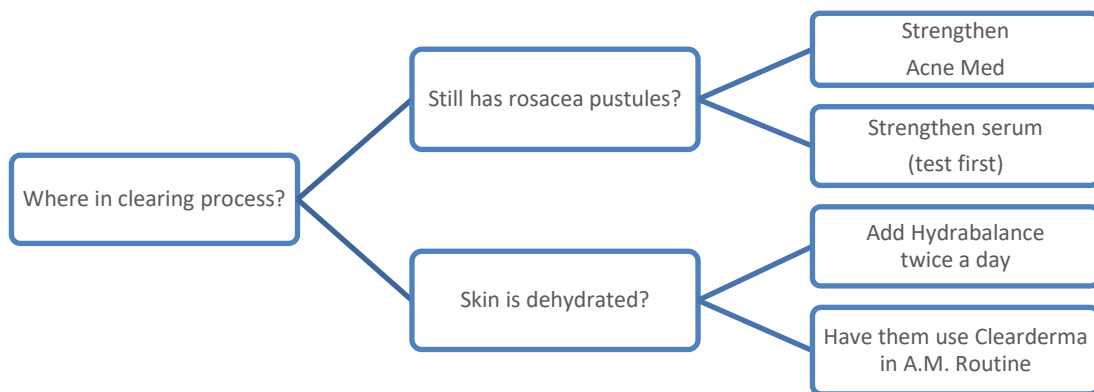 Where in clearing process?
Still has rosacea pustules?
Strengthen
Acne Med
Strengthen serum
(test first)
Skin is dehydrated?
Add Hydrabalance
twice a day
Have them use Clearderma
in A.M. Routine